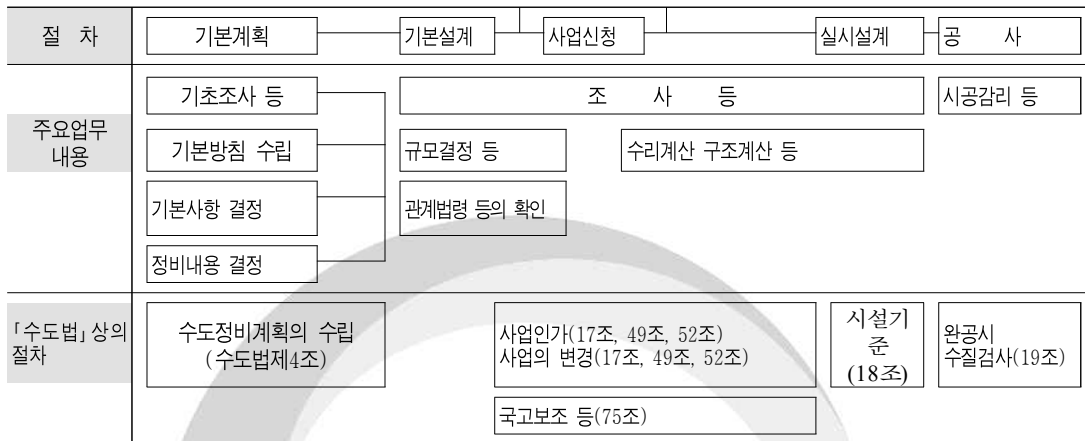 절 차
기본계획
기본설계
사업신청
실시설계
공 사
주요업무
내용
기초조사 등
조 사 등
시공감리 등
기본방침 수립
규모결정 등
수리계산 구조계산 등
기본사항 결정
관계법령 등의 확인
정비내용 결정
「수도법」상의
절차
수도정비계획의 수립
(수도법제4조)
사업인가(17조, 49조, 52조)
사업의 변경(17조, 49조, 52조)
시설기
준
(18조)
완공시
수질검사(19조)
국고보조 등(75조)